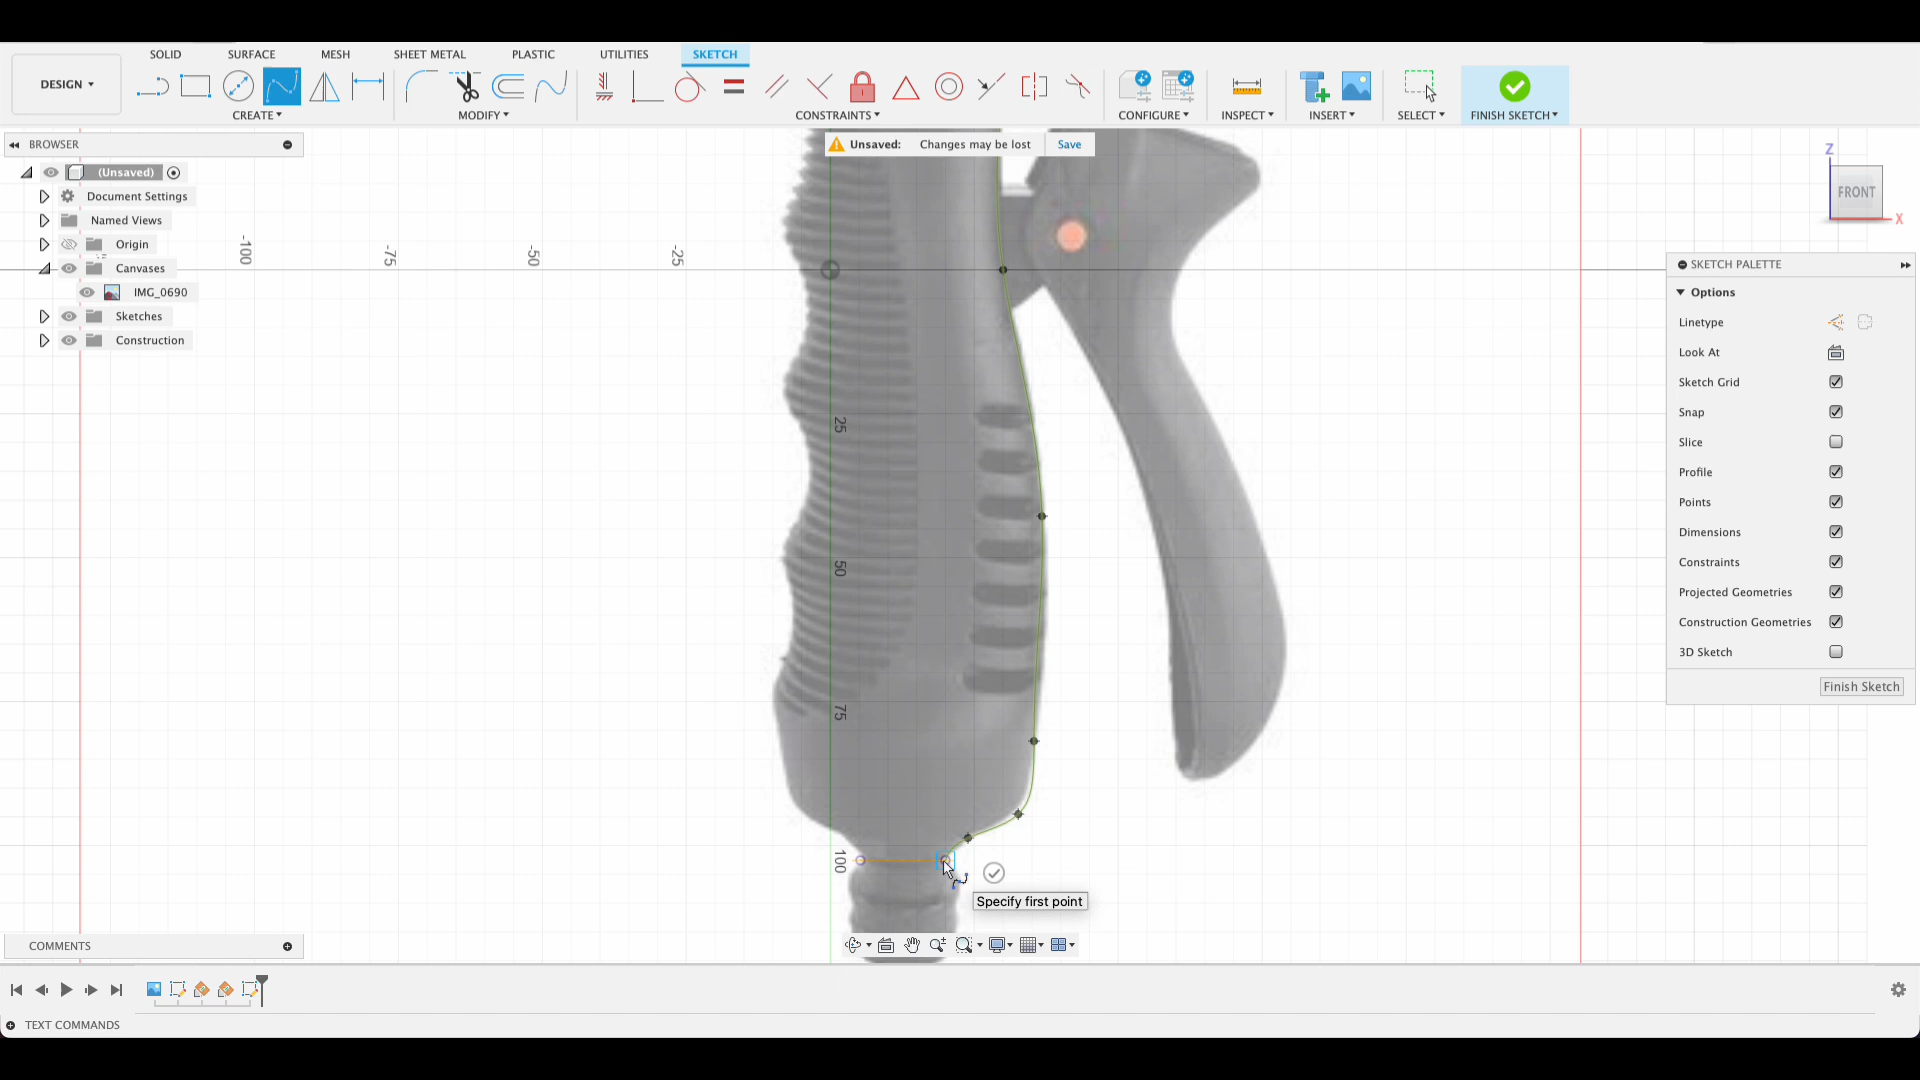 SOLID SURFACE MESH SHEET METAL PLASTIC UTILITIES SKETCH
DESIGN
CREATE MODIFY CONSTRAINTS CONFIGURE INSPECT INSERT SELECT FINISH SKETCH
BROWSER
Unsaved: Changes may be lost Save
(Unsaved)
Document Settings
Named Views
Origin
Canvases
IMG_0690
Sketches
Construction
-100
-75
-50
-25
25
50
75
100
Specify first point
Z
FRONT
X
SKETCH PALETTE
Options
Linetype
Look At
Sketch Grid
Snap
Slice
Profile
Points
Dimensions
Constraints
Projected Geometries
Construction Geometries
3D Sketch
Finish Sketch
COMMENTS
TEXT COMMANDS